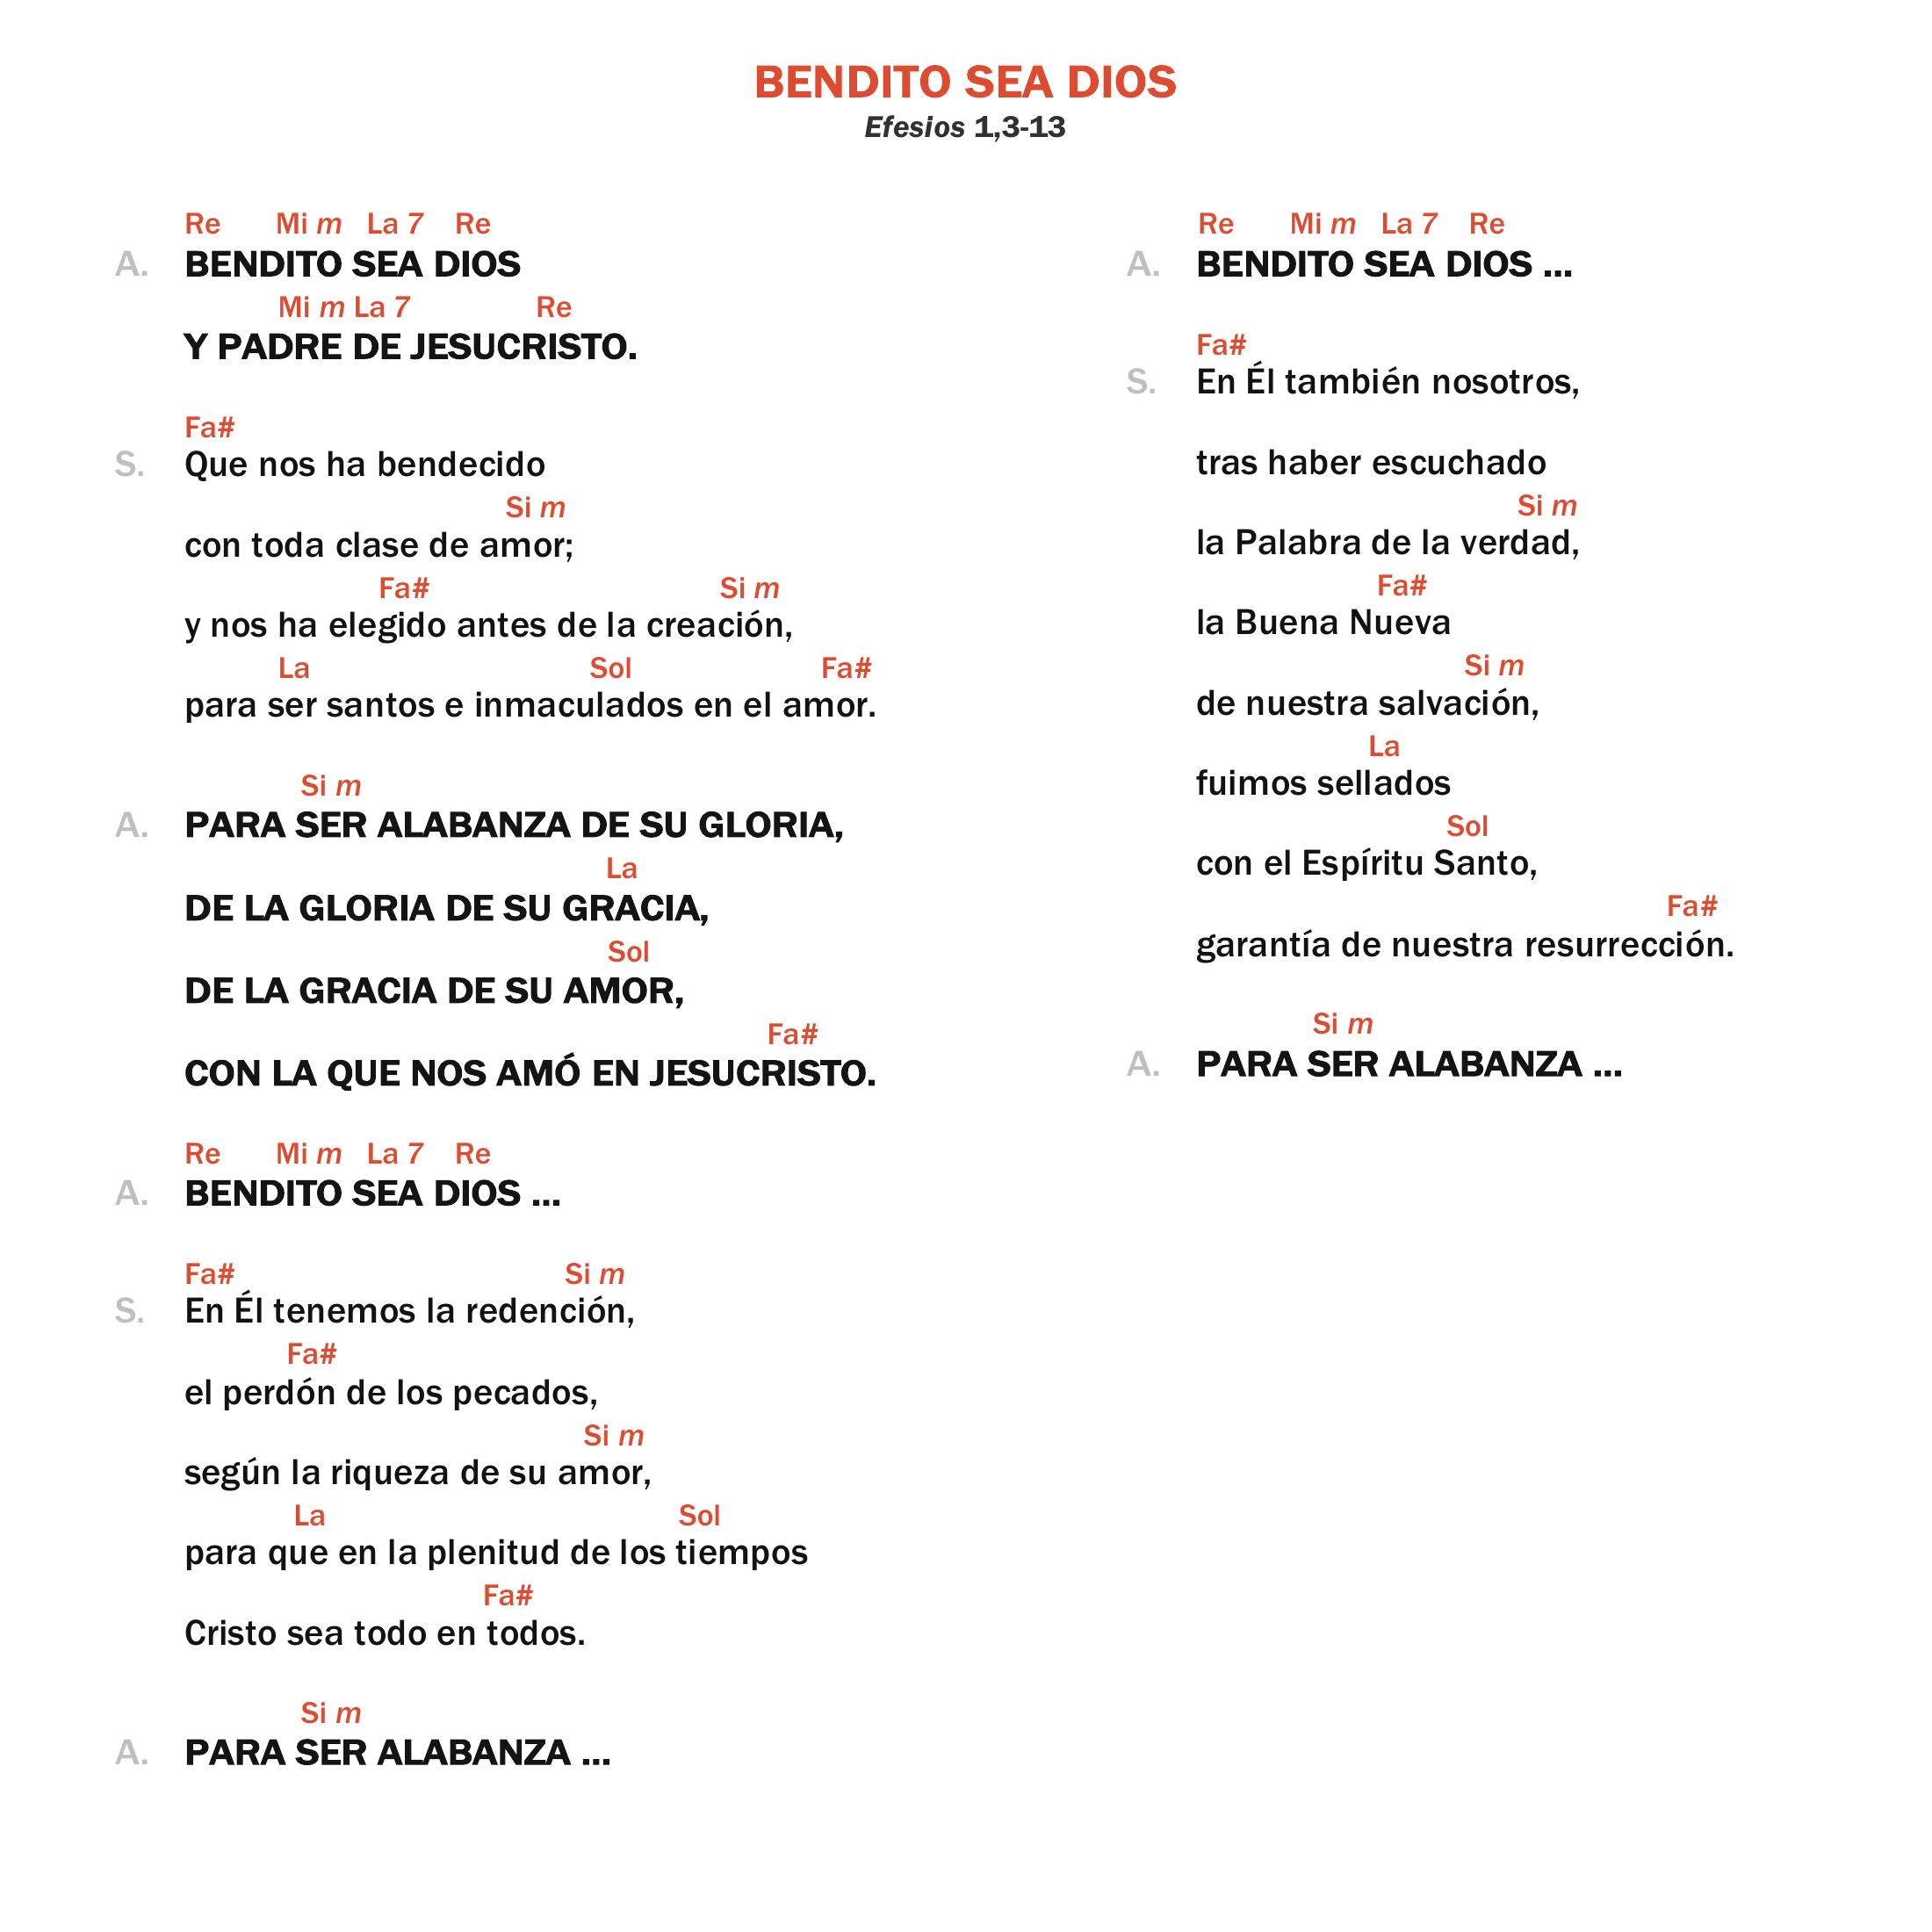 BENDITO SEA DIOS
Efesios 1,3-13
Re Mi m La 7 Re
A. BENDITO SEA DIOS
Mi m La 7 Re
Y PADRE DE JESUCRISTO.
Fa#
S. Que nos ha bendecido
Si m
con toda clase de amor;
Fa# Si m
y nos ha elegido antes de la creación,
La Sol Fa#
para ser santos e inmaculados en el amor.
Si m
A. PARA SER ALABANZA DE SU GLORIA,
La
DE LA GLORIA DE SU GRACIA,
Sol
DE LA GRACIA DE SU AMOR,
Fa#
CON LA QUE NOS AMÓ EN JESUCRISTO.
Re Mi m La 7 Re
A. BENDITO SEA DIOS ...
Fa# Si m
S. En Él tenemos la redención,
Fa#
el perdón de los pecados,
Si m
según la riqueza de su amor,
La Sol
para que en la plenitud de los tiempos
Fa#
Cristo sea todo en todos.
Si m
A. PARA SER ALABANZA ...
Re Mi m La 7 Re
A. BENDITO SEA DIOS ...
Fa#
S. En Él también nosotros,
tras haber escuchado
Si m
la Palabra de la verdad,
Fa#
la Buena Nueva
Si m
de nuestra salvación,
La
fuimos sellados
Sol
con el Espíritu Santo,
Fa#
garantía de nuestra resurrección.
Si m
A. PARA SER ALABANZA ...